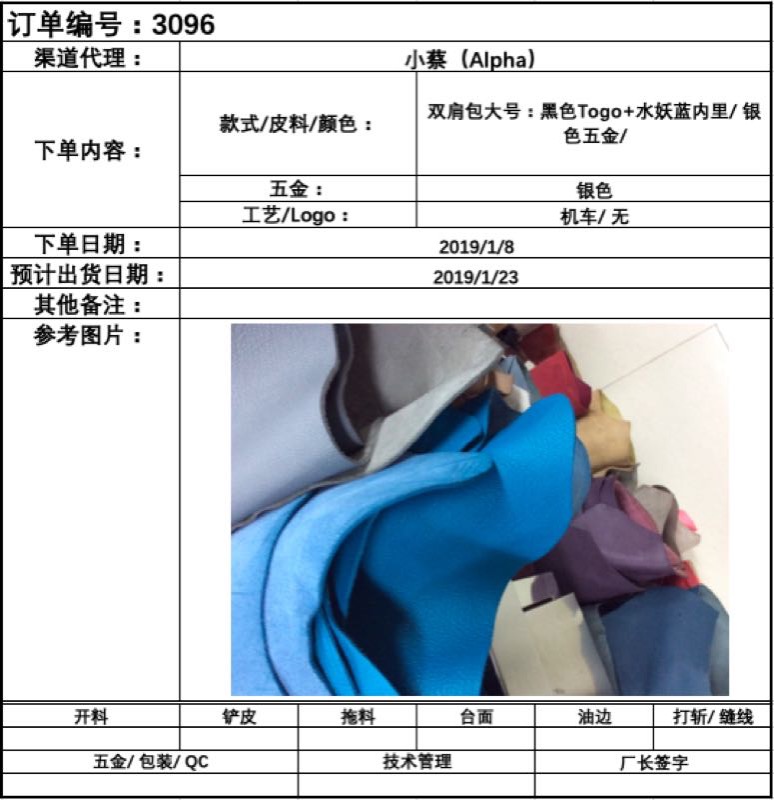 订单编号：3096
渠道代理：
小蔡（Alpha）
下单内容：
款式/皮料/颜色：
双肩包大号：黑色Togo+水妖蓝内里/ 银
色五金/
五金：
银色
工艺/Logo：
机车/ 无
下单日期：
2019/1/8
预计出货日期：
2019/1/23
其他备注：
参考图片：
开料
铲皮
拖料
台面
油边
打斩/ 缝线
五金/ 包装/ QC
技术管理
厂长签字